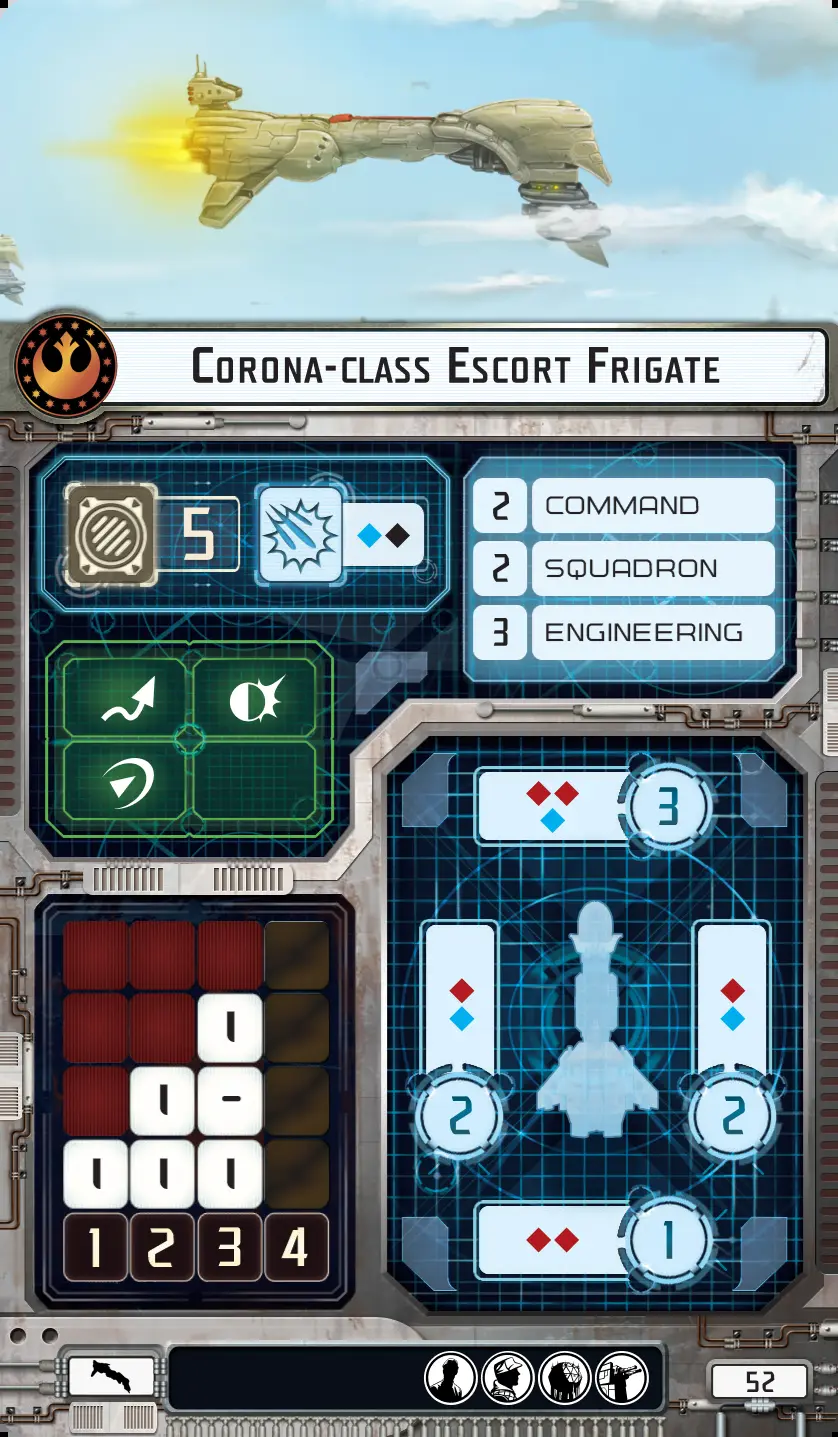 Corona-class Escort Frigate
5
2 COMMAND
2 SQUADRON
3 ENGINEERING
3
1
1 -
1 1 1
1 2 3 4
2 2
1
52